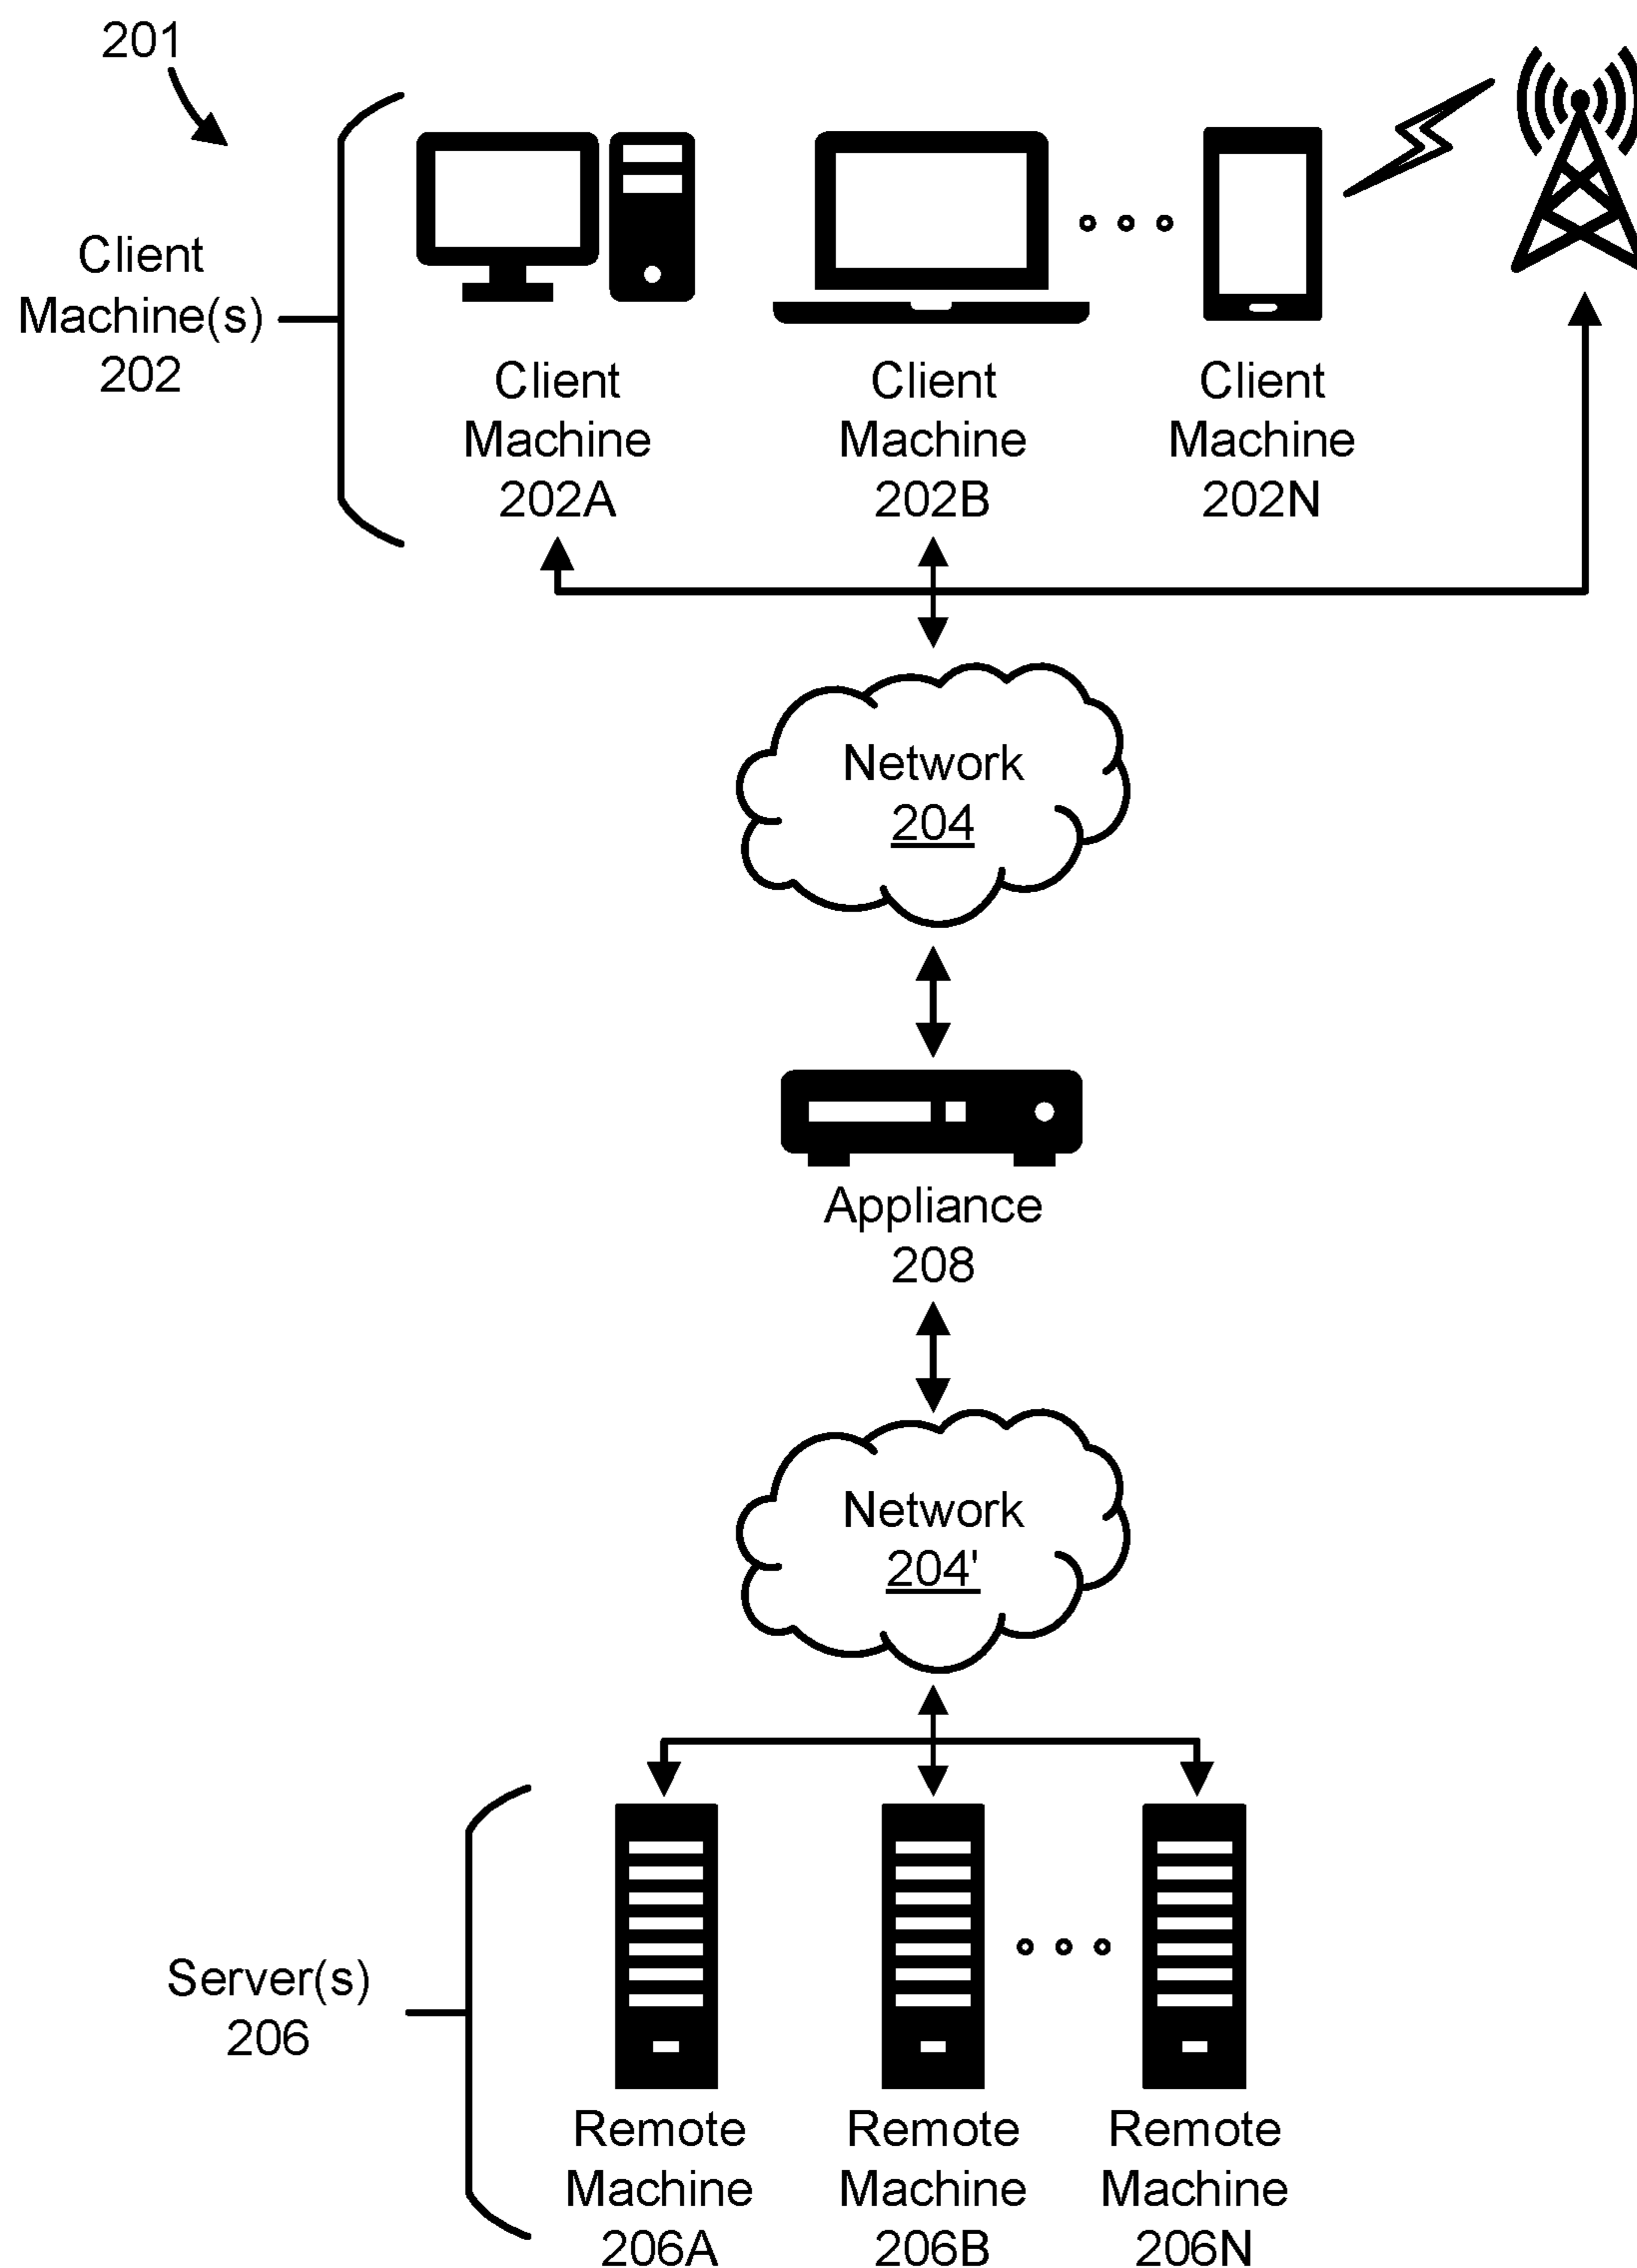 201
Client
Machine(s)
202
Client
Machine
202A
Client
Machine
202B
Client
Machine
202N
Network
204
Appliance
208
Network
204'
Server(s)
206
Remote
Machine
206A
Remote
Machine
206B
Remote
Machine
206N